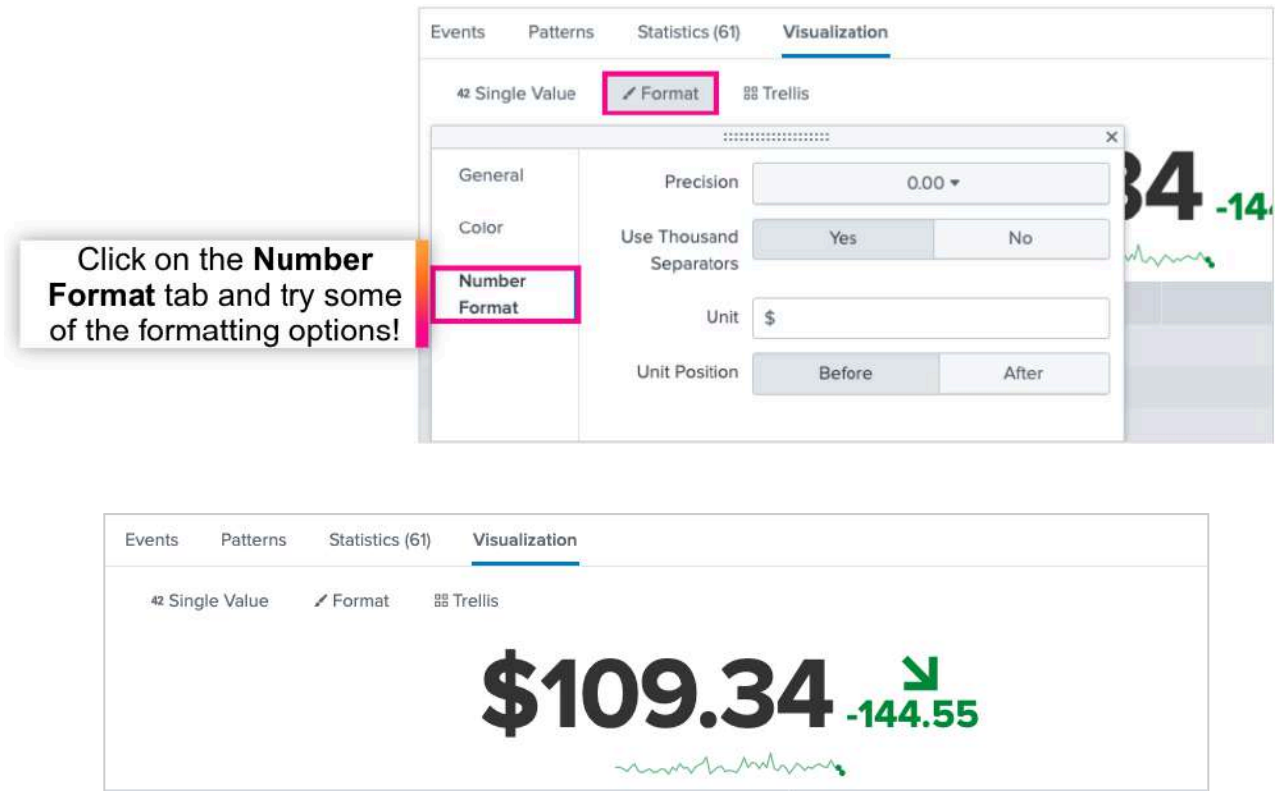 Events Patterns Statistics (61) Visualization
42 Single Value Format Trellis
General
Color
Number
Format
Precision 0.00
Use Thousand
Separators
Yes No
Unit $
Unit Position Before After
34 -14
Click on the Number
Format tab and try some
of the formatting options!
Events Patterns Statistics (61) Visualization
42 Single Value Format Trellis
$109.34 -144.55